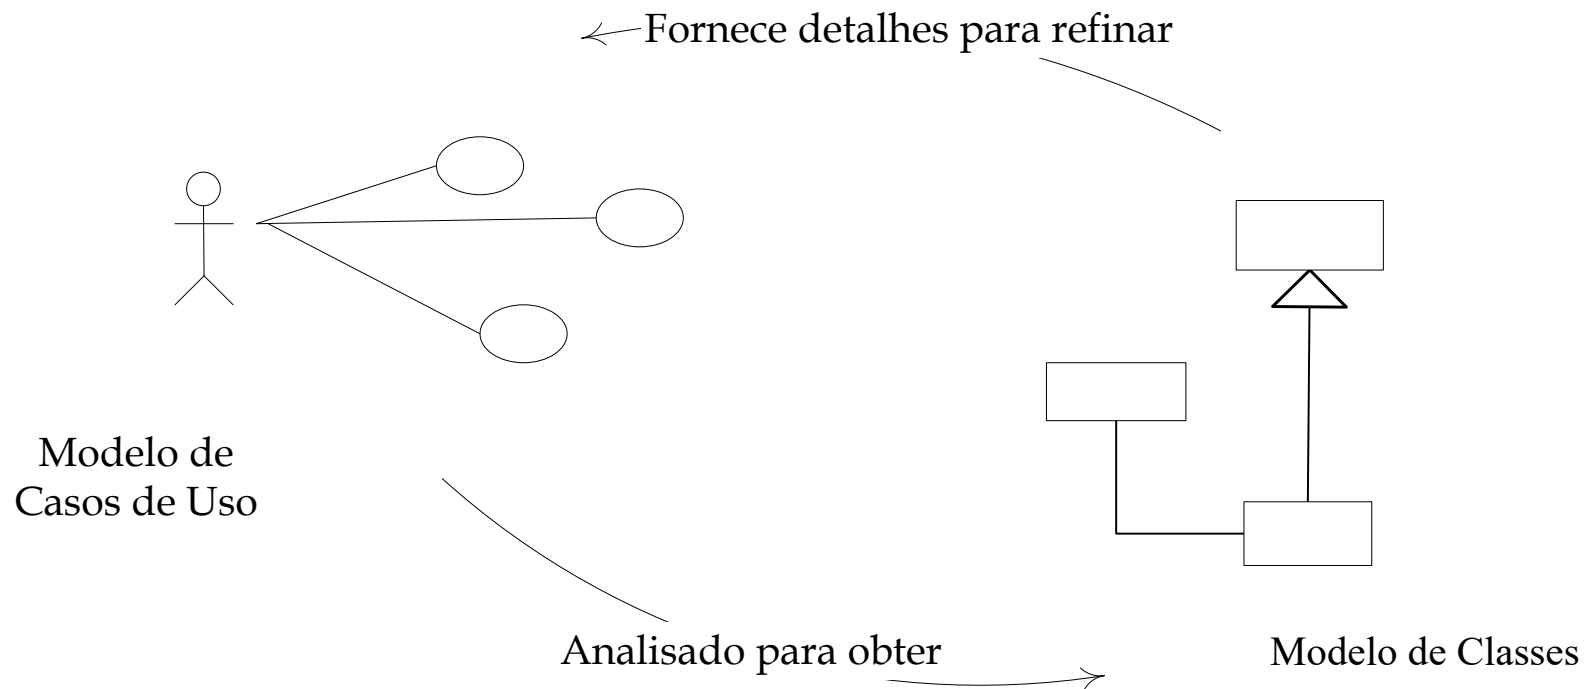 Fornece detalhes para refinar
Modelo de
Casos de Uso
Analisado para obter
Modelo de Classes